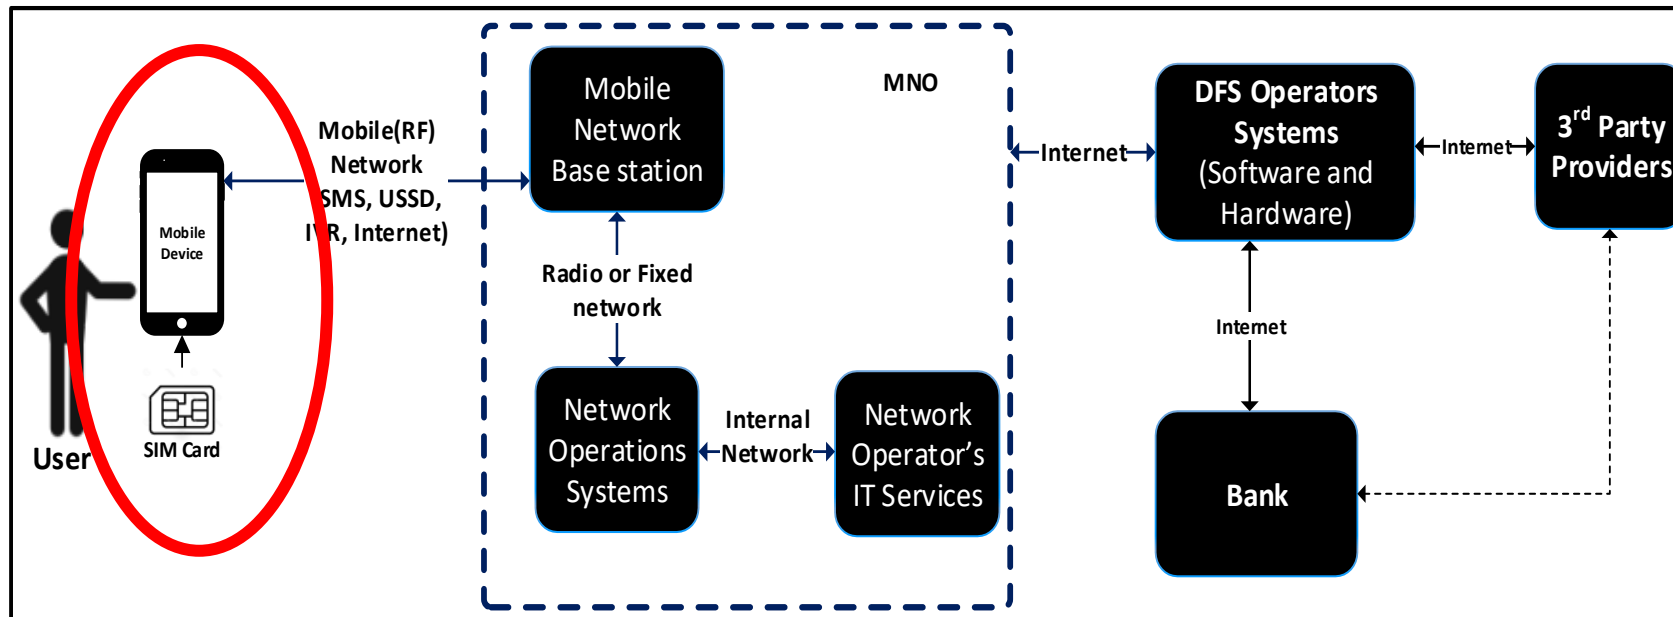 Mobile(RF)
Network
SMS, USSD,
IVR, Internet)
Mobile
Device
SIM Card
User
MNO
Mobile
Network
Base station
Radio or Fixed
network
Network
Operations
Systems
Internal
Network
Network
Operator’s
IT Services
Internet
DFS Operators
Systems
(Software and
Hardware)
Internet
3rd Party
Providers
Internet
Bank